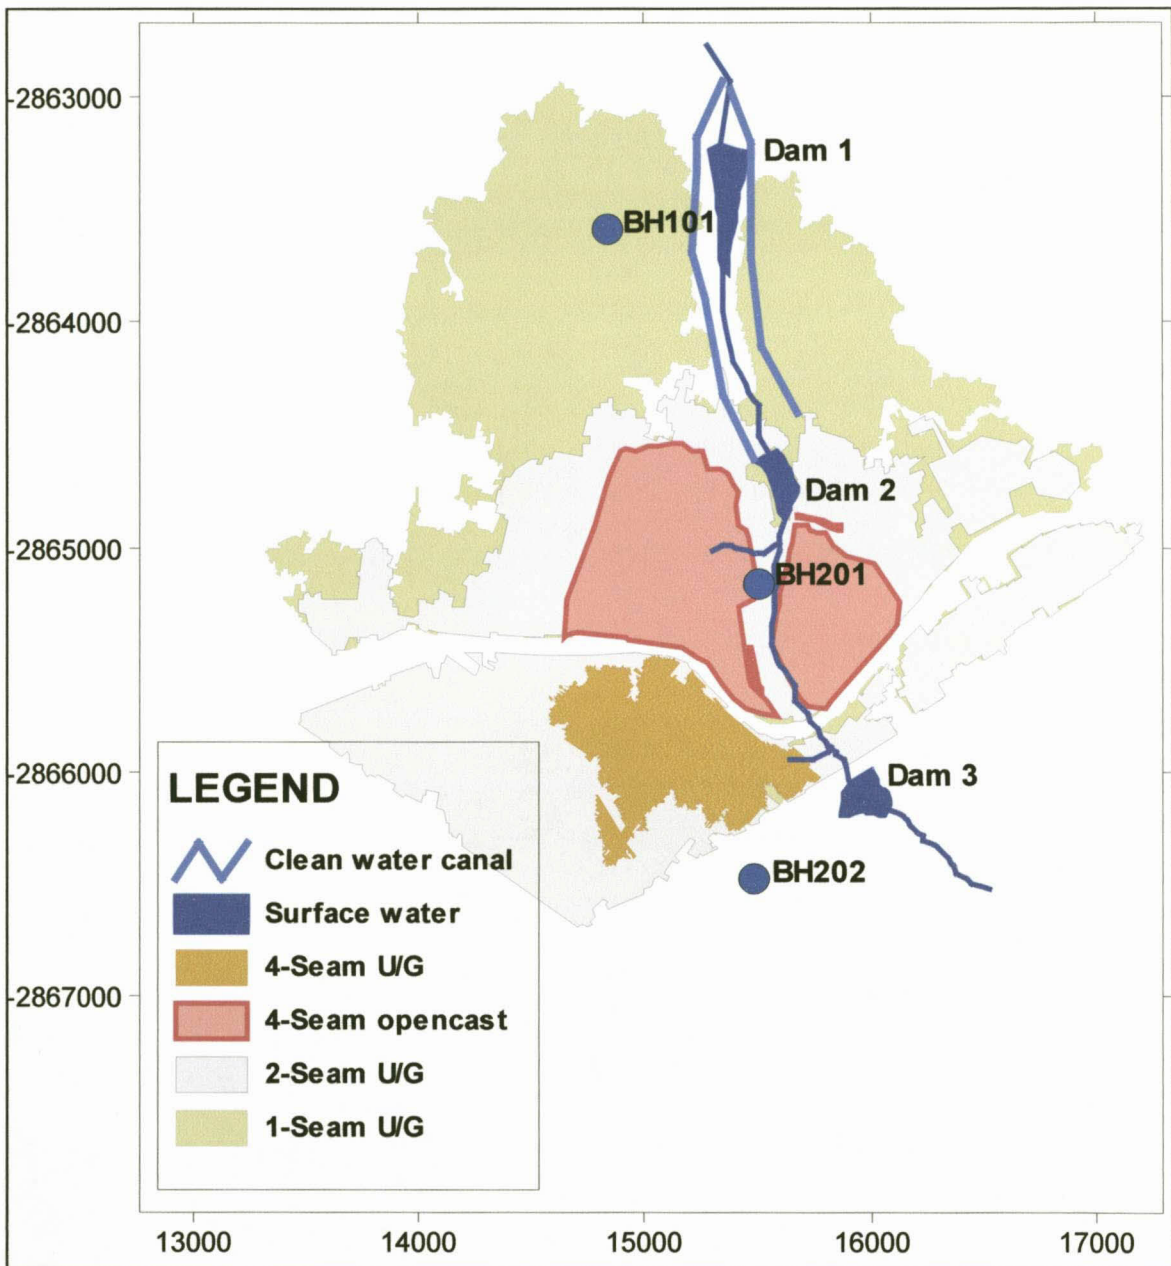 -2863000
Dam 1
BH101
-2864000
Dam 2
-2865000
BH201
-2866000
Dam 3
LEGEND
Clean water canal
BH202
Surface water
4-Seam U/G
-2867000
4-Seam opencast
2-Seam U/G
1-Seam U/G
13000 14000 15000 16000 17000